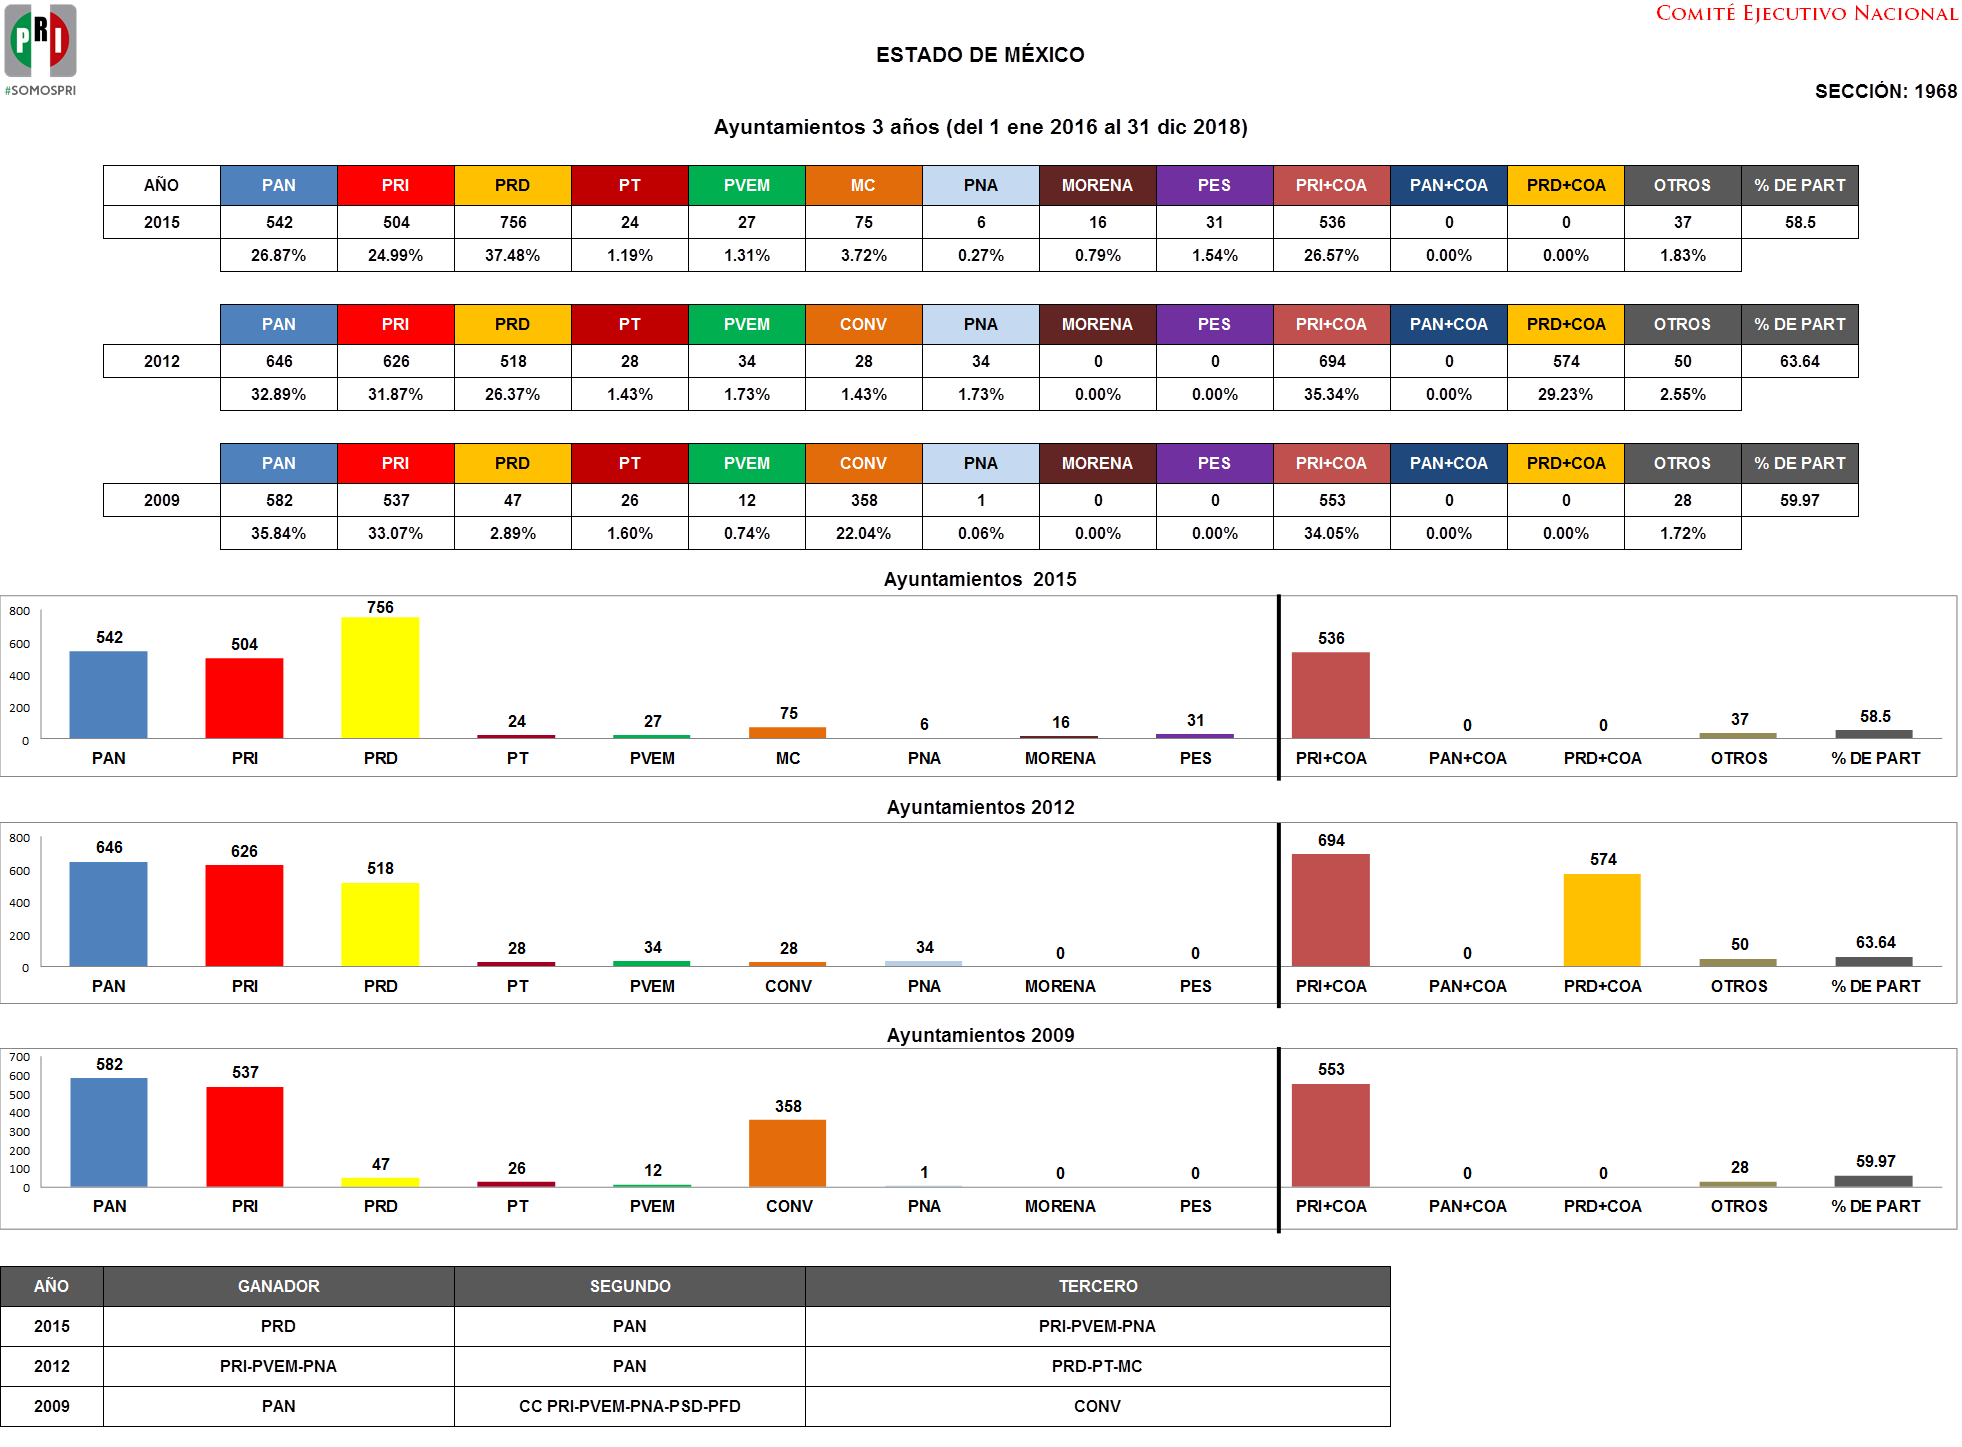 PRI
#SOMOSPRI
COMITÉ EJECUTIVO NACIONAL
ESTADO DE MÉXICO
SECCIÓN: 1968
Ayuntamientos 3 años (del 1 ene 2016 al 31 dic 2018)
AÑO PAN PRI PRD PT PVEM MC PNA MORENA PES PRI+COA PAN+COA PRD+COA OTROS % DE PART
2015 542 504 756 24 27 75 6 16 31 536 0 0 37 58.5
26.87% 24.99% 37.48% 1.19% 1.31% 3.72% 0.27% 0.79% 1.54% 26.57% 0.00% 0.00% 1.83%
PAN PRI PRD PT PVEM CONV PNA MORENA PES PRI+COA PAN+COA PRD+COA OTROS % DE PART
2012 646 626 518 28 34 28 34 0 0 694 0 574 50 63.64
32.89% 31.87% 26.37% 1.43% 1.73% 1.43% 1.73% 0.00% 0.00% 35.34% 0.00% 29.23% 2.55%
PAN PRI PRD PT PVEM CONV PNA MORENA PES PRI+COA PAN+COA PRD+COA OTROS % DE PART
2009 582 537 47 26 12 358 1 0 0 553 0 0 28 59.97
35.84% 33.07% 2.89% 1.60% 0.74% 22.04% 0.06% 0.00% 0.00% 34.05% 0.00% 0.00% 1.72%
Ayuntamientos 2015
800
600
400
200
0
542 504 756 24 27 75 6 16 31 536 0 0 37 58.5
PAN PRI PRD PT PVEM MC PNA MORENA PES PRI+COA PAN+COA PRD+COA OTROS % DE PART
Ayuntamientos 2012
800
600
400
200
0
646 626 518 28 34 28 34 0 0 694 0 574 50 63.64
PAN PRI PRD PT PVEM CONV PNA MORENA PES PRI+COA PAN+COA PRD+COA OTROS % DE PART
Ayuntamientos 2009
700
600
500
400
300
200
100
0
582 537 47 26 12 358 1 0 0 553 0 0 28 59.97
PAN PRI PRD PT PVEM CONV PNA MORENA PES PRI+COA PAN+COA PRD+COA OTROS % DE PART
AÑO GANADOR SEGUNDO TERCERO
2015 PRD PAN PRI-PVEM-PNA
2012 PRI-PVEM-PNA PAN PRD-PT-MC
2009 PAN CC PRI-PVEM-PNA-PSD-PFD CONV